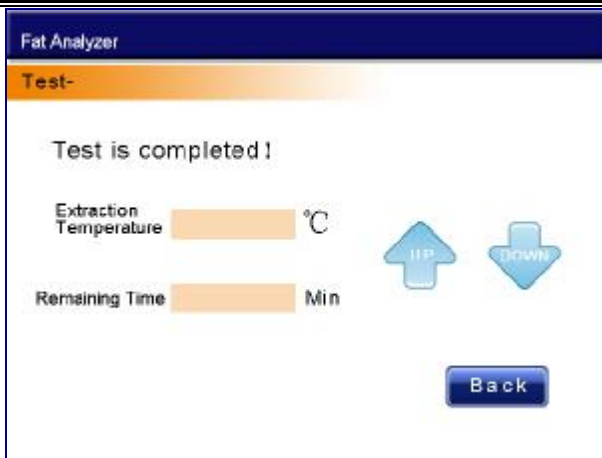 Fat Analyzer
Test-
Test is completed!
Extraction
Temperature
℃
UP
DOWN
Remaining Time
Min
Back